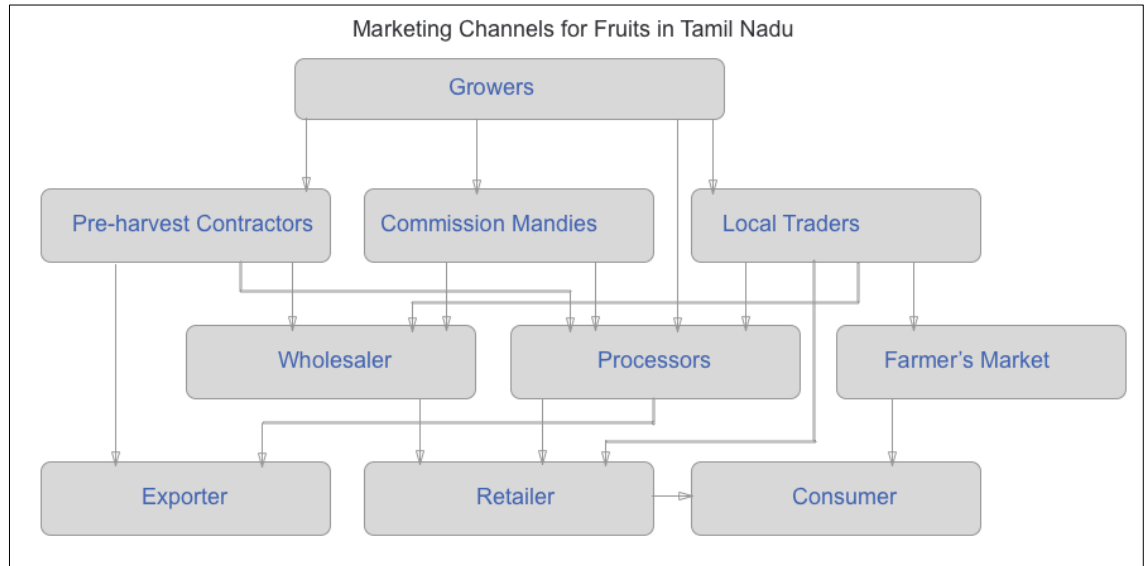 Marketing Channels for Fruits in Tamil Nadu
Growers
Pre-harvest Contractors
Commission Mandies
Local Traders
Wholesaler
Processors
Farmer’s Market
Exporter
Retailer
Consumer